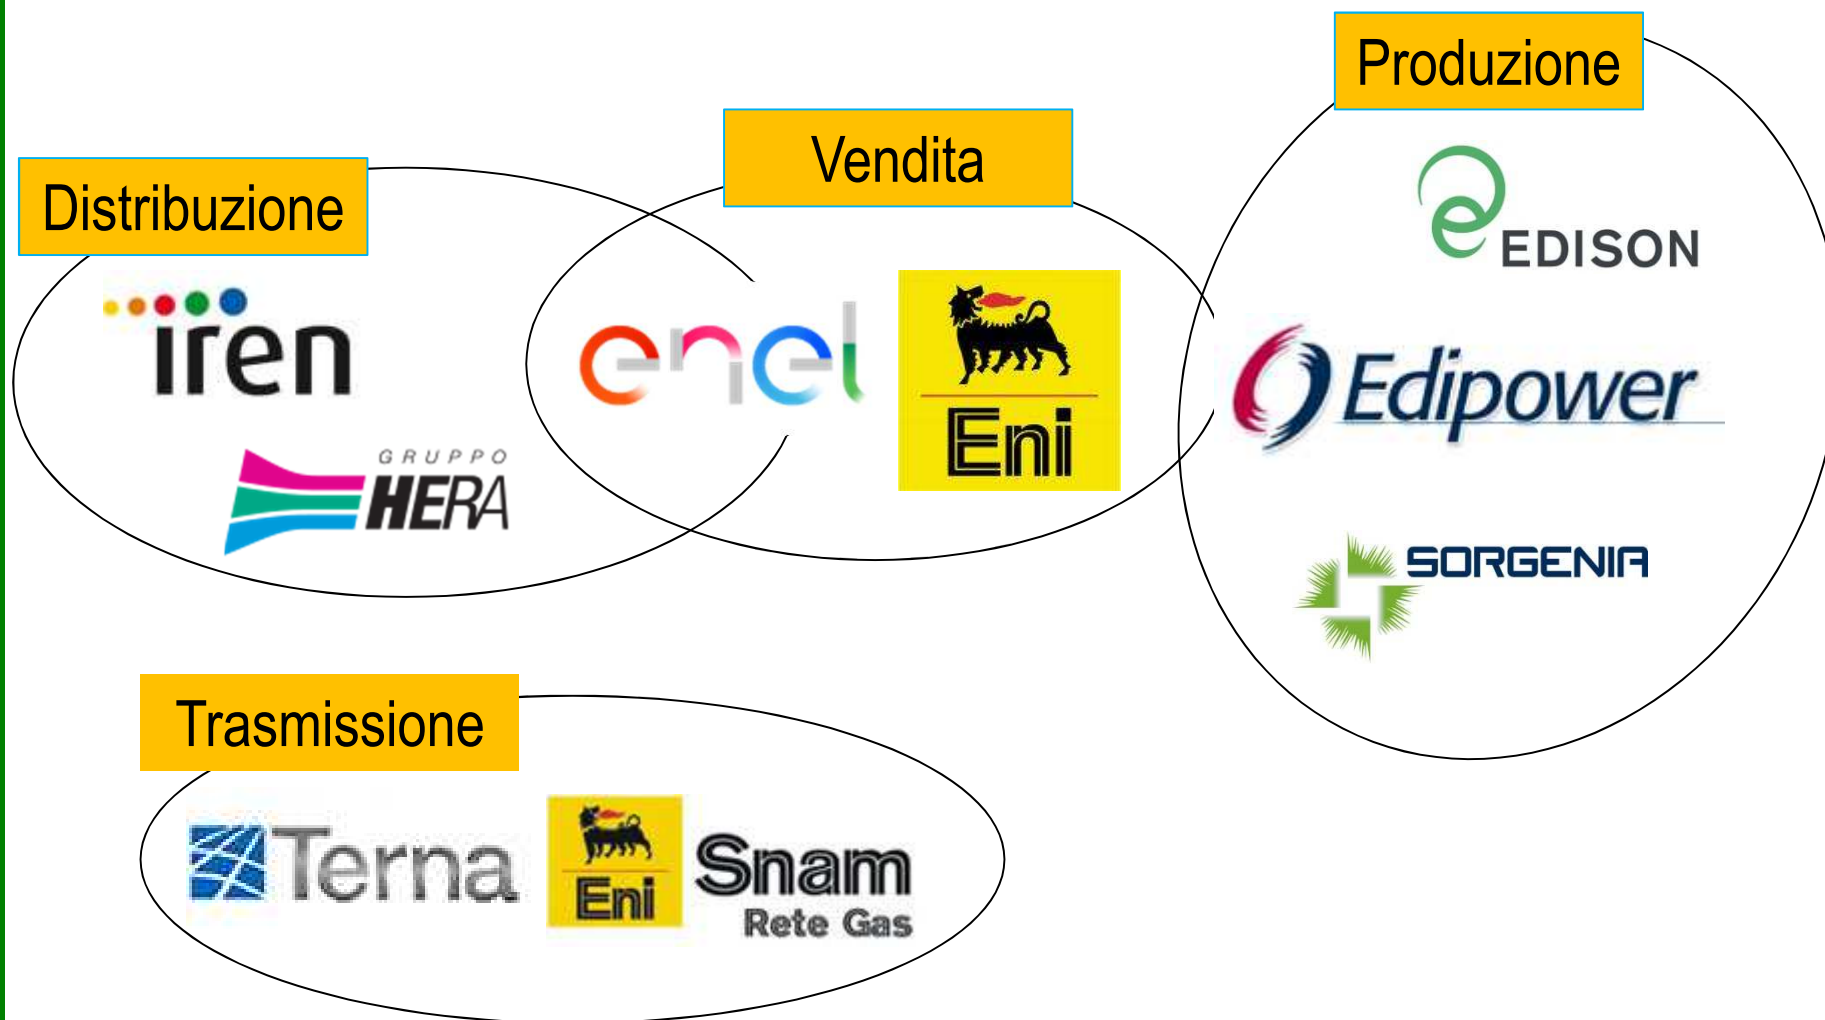 Produzione
Vendita
Distribuzione
EDISON
iren
enel
Eni
Edipower
GRUPPO
HERA
SORGENIA
Trasmissione
Terna
Eni
Snam
Rete Gas